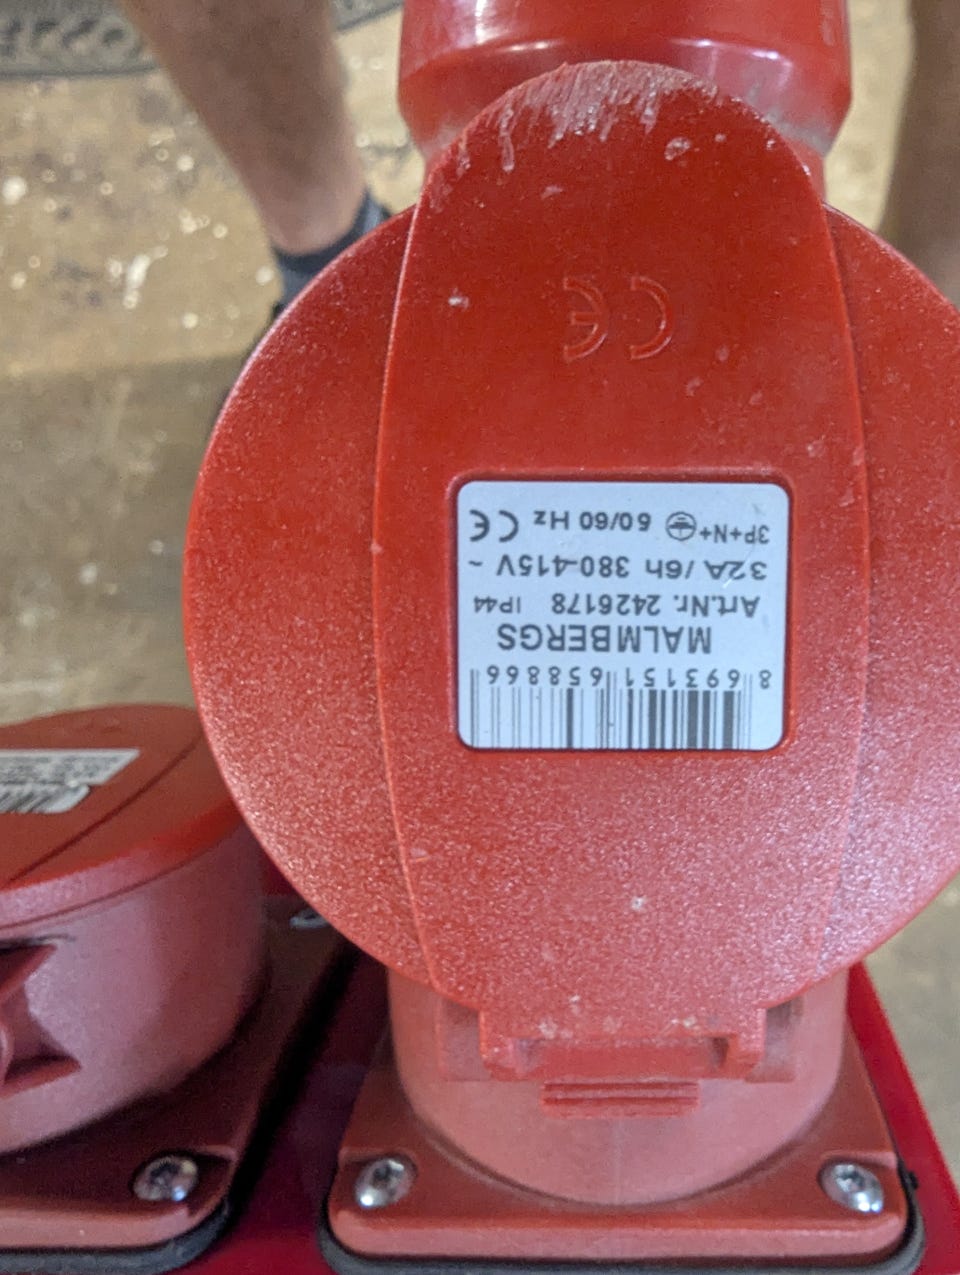 CE
8 693151 658866
MALMBERGS
Art.Nr. 2426178 IP44
32A /6h 380-415V ~
3P+N+ 50/60 Hz CE